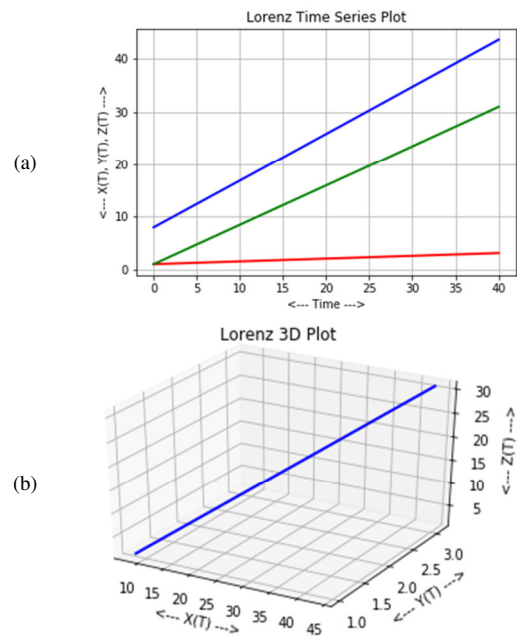 Lorenz Time Series Plot
(a)
<--- X(T), Y(T), Z(T) --->
40
30
20
10
0
0 5 10 15 20 25 30 35 40
<--- Time --->
Lorenz 3D Plot
(b)
30
25
20
15
10
5
<--- Z(T) --->
3.0
2.5
2.0
1.5
1.0
<--- Y(T) --->
10 15 20 25 30 35 40 45
<--- X(T) --->